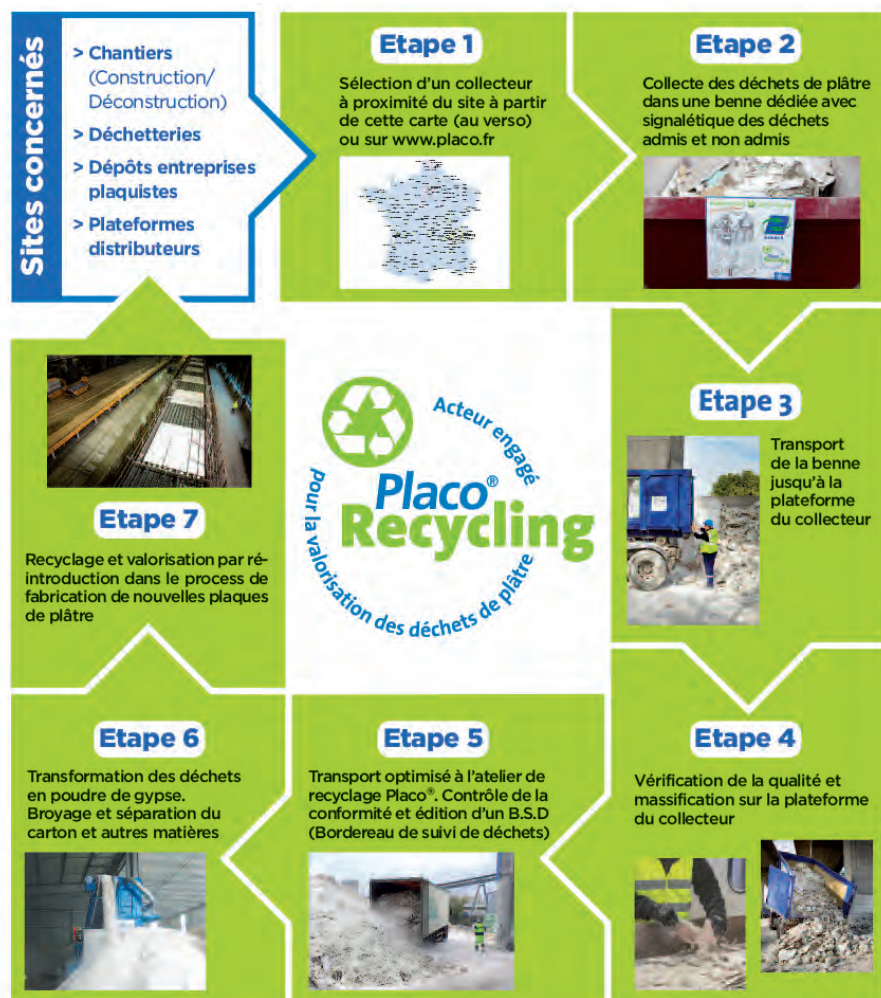 Sites concernés
> Chantiers
(Construction/
Déconstruction)
> Déchetteries
> Dépôts entreprises
plaquistes
> Plateformes
distributeurs
Etape 1
Sélection d'un collecteur
à proximité du site à partir
de cette carte (au verso)
ou sur www.placo.fr
Etape 2
Collecte des déchets de plâtre
dans une benne dédiée avec
signalétique des déchets
admis et non admis
Etape 3
Transport
de la benne
jusqu'à la
plateforme
du collecteur
Etape 4
Vérification de la qualité et
massification sur la plateforme
du collecteur
Etape 5
Transport optimisé à l'atelier de
recyclage Placo®. Contrôle de la
conformité et édition d'un B.S.D
(Bordereau de suivi de déchets)
Etape 6
Transformation des déchets
en poudre de gypse.
Broyage et séparation du
carton et autres matières
Etape 7
Recyclage et valorisation par ré-
introduction dans le process de
fabrication de nouvelles plaques
de plâtre
Placo®
Recycling
Acteur engagé
pour la valorisation des déchets de plâtre